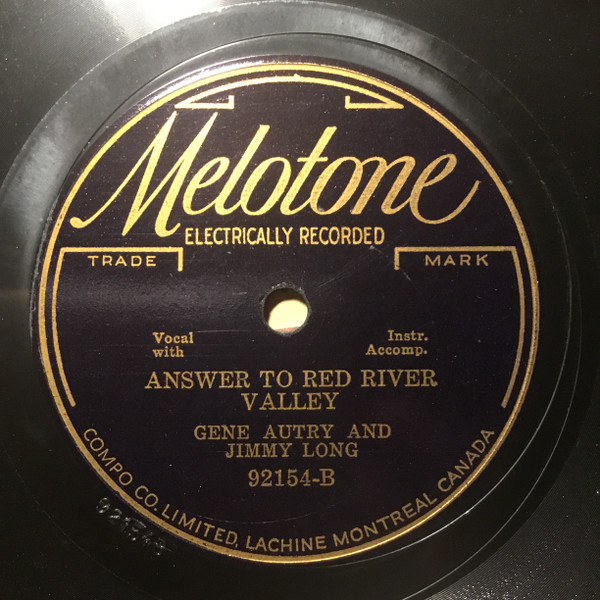 Melotone
ELECTRICALLY RECORDED
TRADE MARK
Vocal with
Instr. Accomp.
ANSWER TO RED RIVER
VALLEY
GENE AUTRY AND
JIMMY LONG
92154-B
COMPO CO. LIMITED, LACHINE MONTREAL CANADA